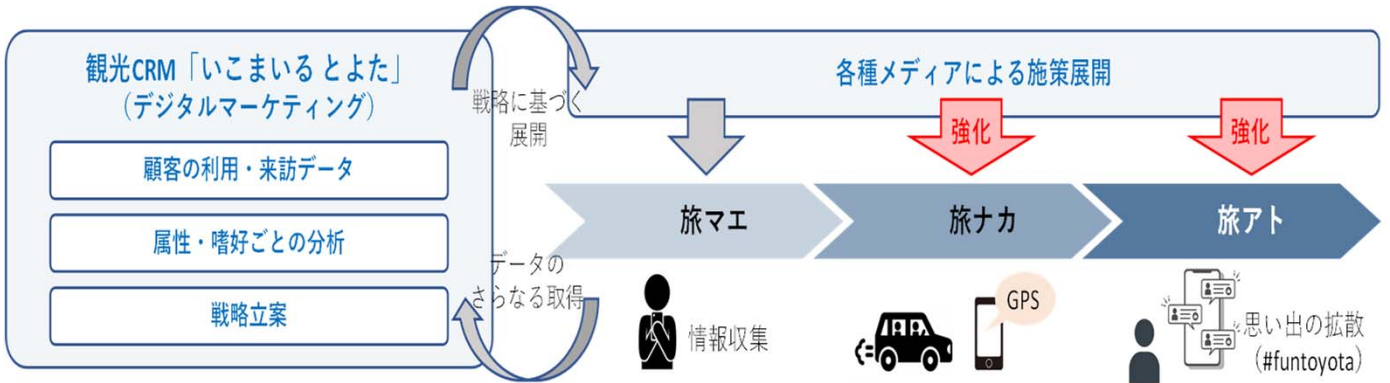 観光CRM「いこまいる とよた」
（デジタルマーケティング）
顧客の利用・来訪データ
属性・嗜好ごとの分析
戦略立案
戦略に基づく
展開
データの
さらなる取得
各種メディアによる施策展開
強化
強化
旅マエ
旅ナカ
旅アト
情報収集
GPS
思い出の拡散
（#funtoyota）